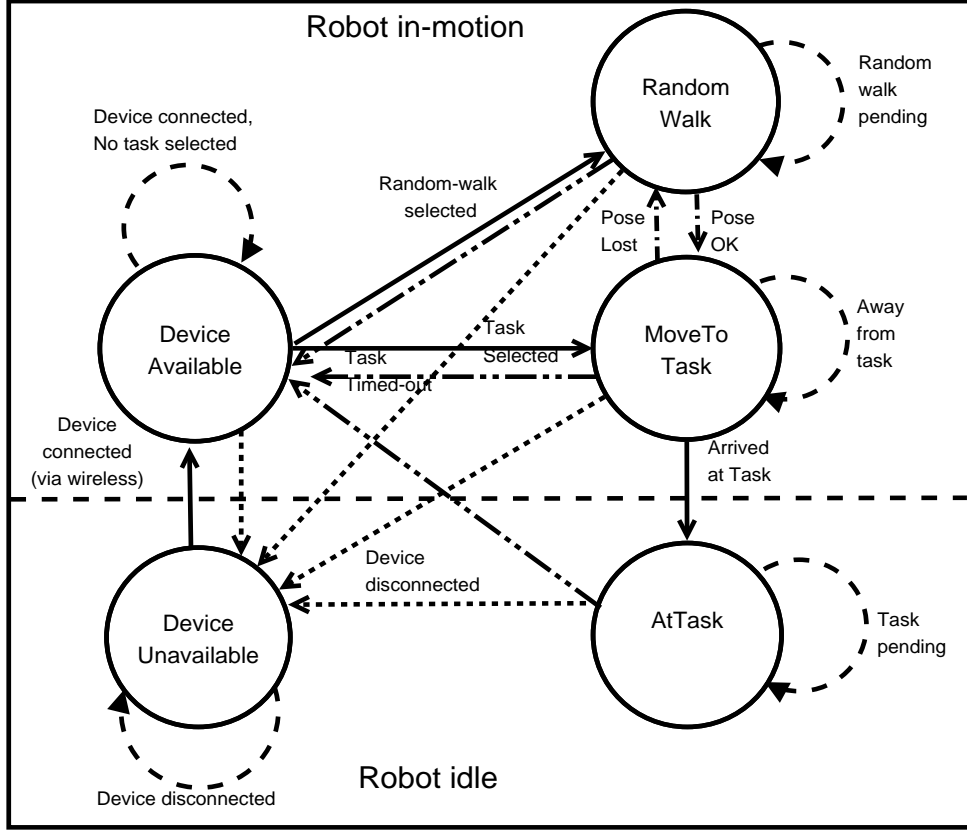 Robot in-motion
Random
Walk
Random
walk
pending
Device connected,
No task selected
Random-walk
selected
Pose
Lost
Pose
OK
Device
Available
Task
Selected
Task
Timed-out
MoveTo
Task
Away
from
task
Device
connected
(via wireless)
Arrived
at Task
Device
disconnected
Device
Unavailable
AtTask
Task
pending
Robot idle
Device disconnected